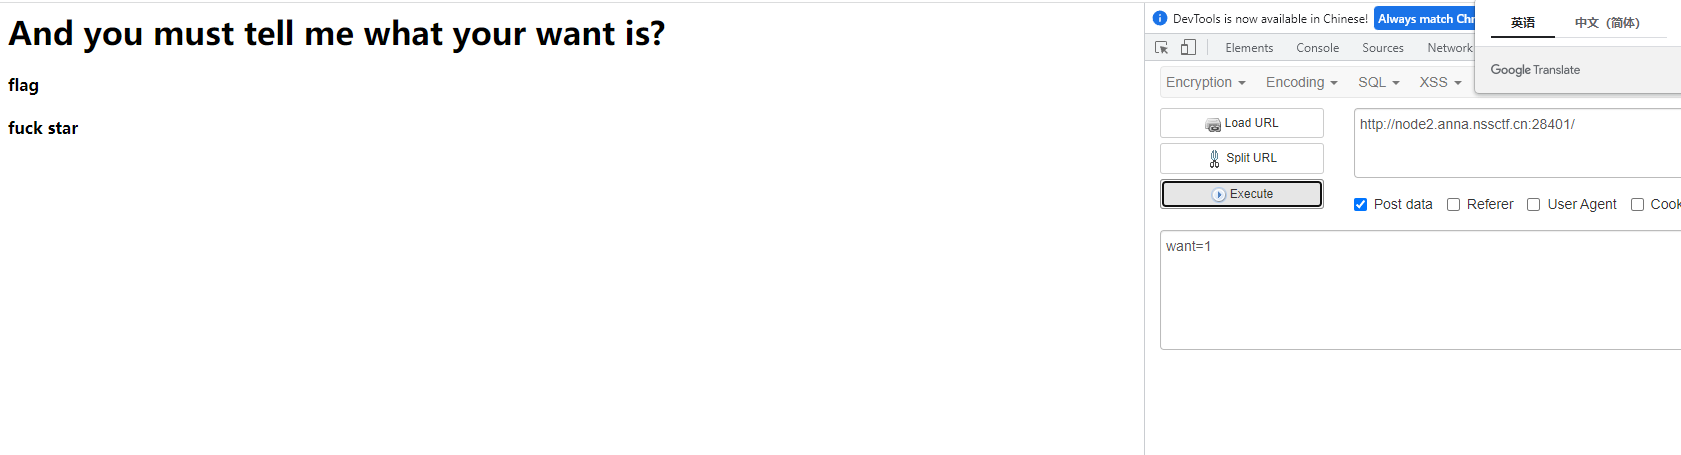 And you must tell me what your want is?
flag
fuck star
DevTools is now available in Chinese!
Always match Chr
英语
中文（简体）
Google Translate
Elements
Console
Sources
Network
Encryption
Encoding
SQL
XSS
Load URL
Split URL
Execute
http://node2.anna.nssctf.cn:28401/
Post data
Referer
User Agent
Cook
want=1